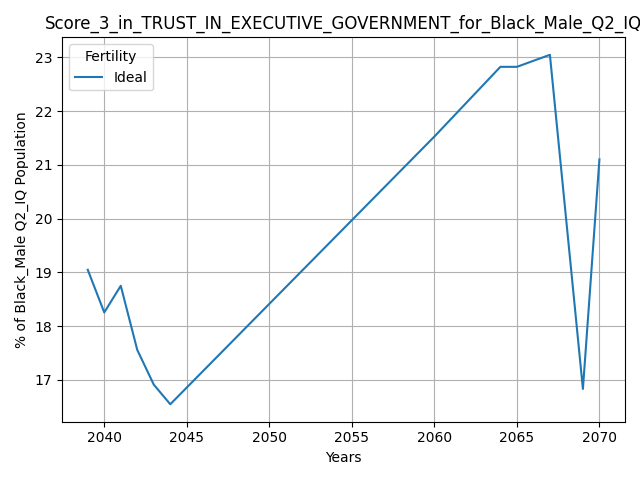 Score_3_in_TRUST_IN_EXECUTIVE_GOVERNMENT_for_Black_Male_Q2_IQ
Fertility
Ideal
% of Black_Male Q2_IQ Population
23
22
21
20
19
18
17
2040
2045
2050
2055
2060
2065
2070
Years